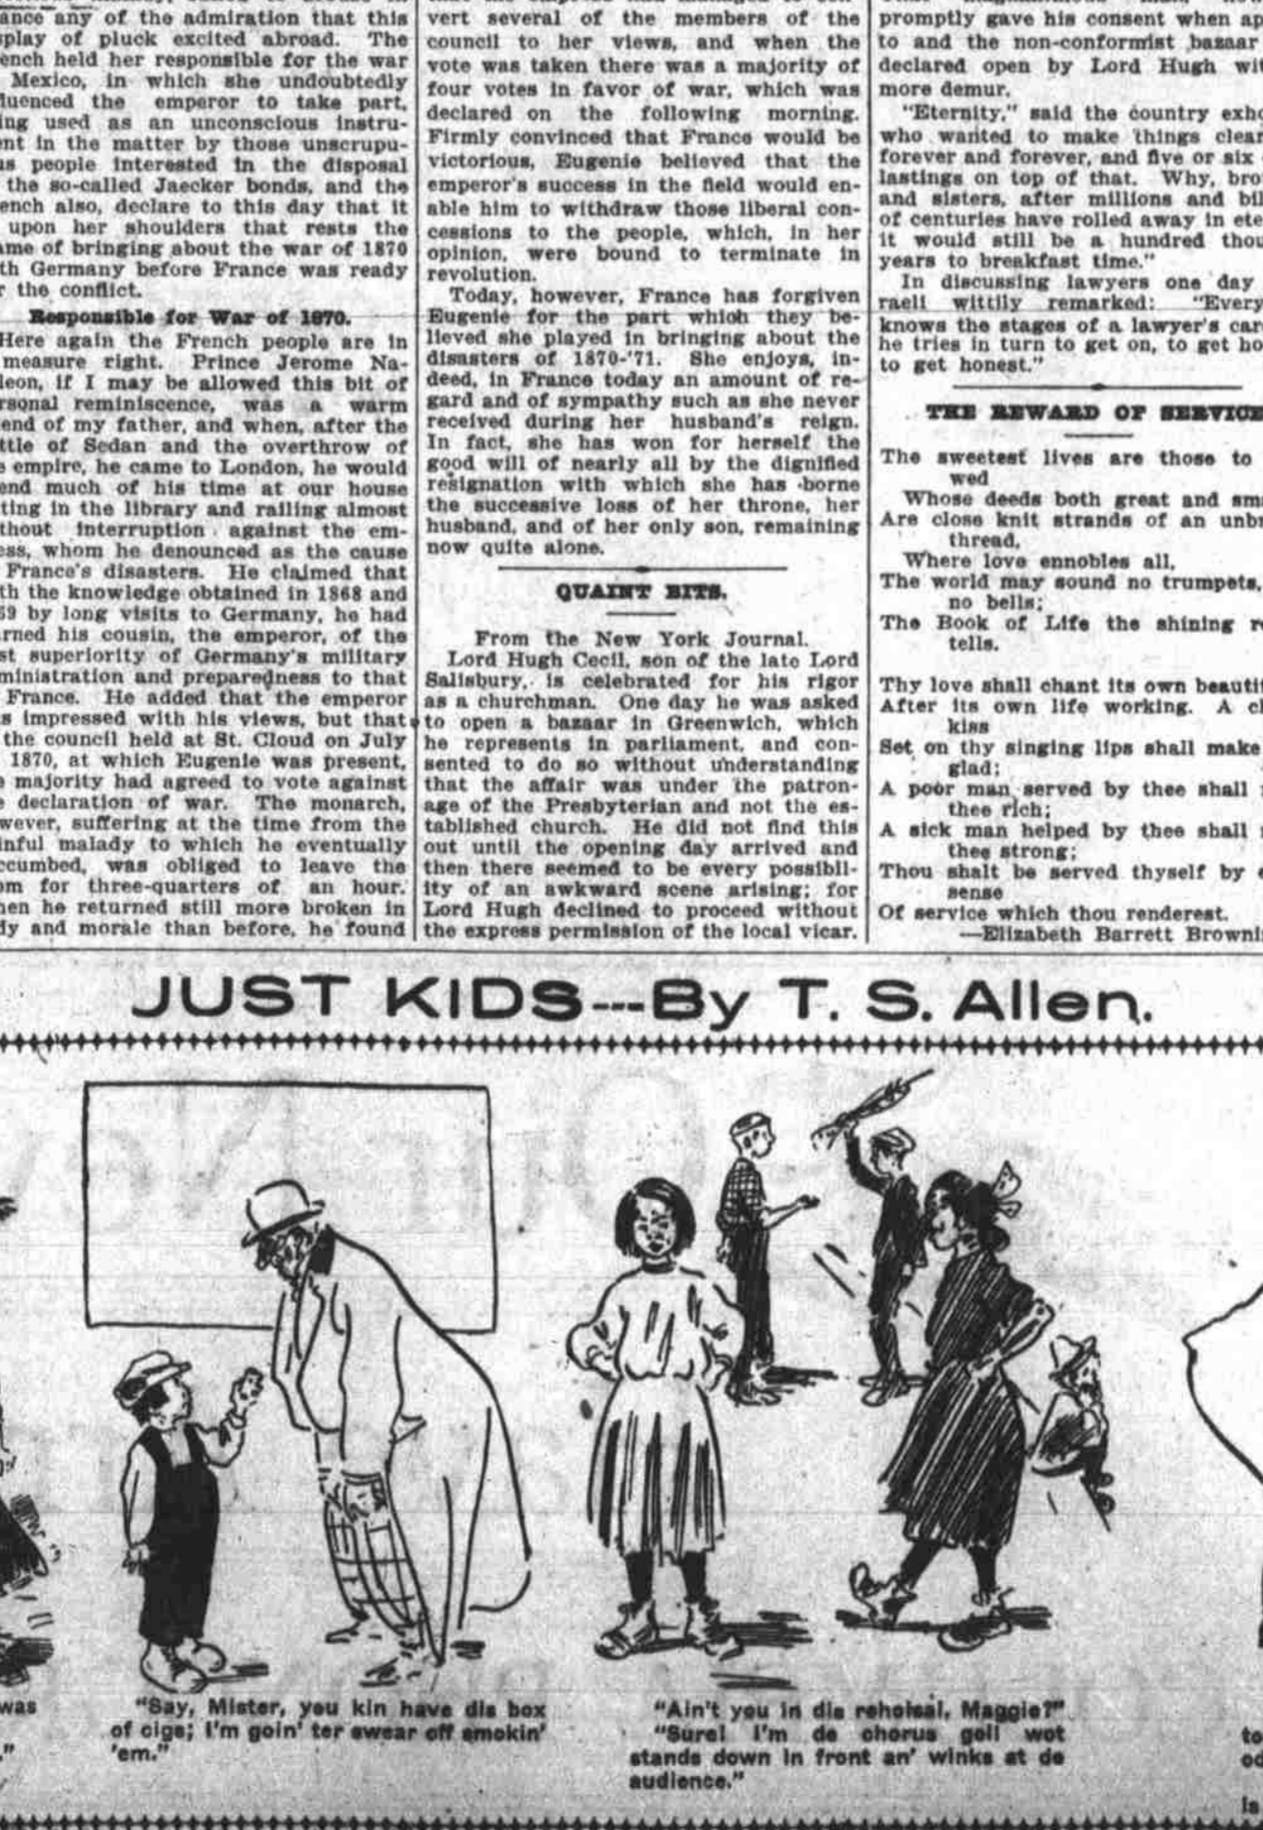 ance any of the admiration that this
splay of pluck excited abroad. The
ench held her responsible for the war
Mexico, in which she undoubtedly
fluenced the emperor to take part,
ing used as an unconscious instru-
ent in the matter by those unscrupu-
us people interested in the disposal
the so-called Jaecker bonds, and the
ench also, declare to this day that it
upon her shoulders that rests the
ame of bringing about the war of 1870
th Germany before France was ready
r the conflict.
Responsible for War of 1870.
Here again the French people are in
measure right. Prince Jerome Na-
leon, if I may be allowed this bit of
rsonal reminiscence, was a warm
end of my father, and when, after the
ttle of Sedan and the overthrow of
e empire, he came to London, he would
end much of his time at our house
tting in the library and railing almost
thout interruption against the em-
ess, whom he denounced as the cause
France's disasters. He claimed that
th the knowledge obtained in 1868 and
69 by long visits to Germany, he had
arned his cousin, the emperor, of the
st superiority of Germany's military
ministration and preparedness to that
France. He added that the emperor
s impressed with his views, but that
the council held at St. Cloud on July
1870, at which Eugenie was present,
e majority had agreed to vote against
e declaration of war. The monarch,
wever, suffering at the time from the
inful malady to which he eventually
ccumbed, was obliged to leave the
om for three-quarters of an hour.
hen he returned still more broken in
dy and morale than before, he found
vert several of the members of the
council to her views, and when the
vote was taken there was a majority of
four votes in favor of war, which was
declared on the following morning.
Firmly convinced that France would be
victorious, Eugenie believed that the
emperor's success in the field would en-
able him to withdraw those liberal con-
cessions to the people, which, in her
opinion, were bound to terminate in
revolution.
Today, however, France has forgiven
Eugenie for the part which they be-
lieved she played in bringing about the
disasters of 1870-'71. She enjoys, in-
deed, in France today an amount of re-
gard and of sympathy such as she never
received during her husband's reign.
In fact, she has won for herself the
good will of nearly all by the dignified
resignation with which she has borne
the successive loss of her throne, her
husband, and of her only son, remaining
now quite alone.
QUAINT BITS.
From the New York Journal.
Lord Hugh Cecil, son of the late Lord
Salisbury, is celebrated for his rigor
as a churchman. One day he was asked
to open a bazaar in Greenwich, which
he represents in parliament, and con-
sented to do so without understanding
that the affair was under the patron-
age of the Presbyterian and not the es-
tablished church. He did not find this
out until the opening day arrived and
then there seemed to be every possibil-
ity of an awkward scene arising; for
Lord Hugh declined to proceed without
the express permission of the local vicar.
promptly gave his consent when ap
to and the non-conformist bazaar
declared open by Lord Hugh wit
more demur.
"Eternity," said the country exho
who wanted to make things clear
forever and forever, and five or six
lastings on top of that. Why, bro
and sisters, after millions and bil
of centuries have rolled away in ete
it would still be a hundred thou
years to breakfast time."
In discussing lawyers one day
raeli wittily remarked: "Every
knows the stages of a lawyer's car
he tries in turn to get on, to get ho
to get honest."
THE REWARD OF SERVICE
The sweetest lives are those to
wed
Whose deeds both great and sma
Are close knit strands of an unbr
thread,
Where love ennobles all,
The world may sound no trumpets,
no bells;
The Book of Life the shining re
tells.
Thy love shall chant its own beautit
After its own life working. A ch
kiss
Set on thy singing lips shall make
glad;
A poor man served by thee shall
thee rich;
A sick man helped by thee shall
thee strong;
Thou shalt be served thyself by e
sense
Of service which thou renderest.
—Elizabeth Barrett Browni
JUST KIDS---By T. S. Allen.
was
"
"Say, Mister, you kin have dis box
of cigs; I'm goin' ter swear off smokin'
'em."
"Ain't you in dis rehoisal, Maggie?"
"Sure! I'm de chorus goil wot
stands down in front an' winks at de
audience."
to
od
is